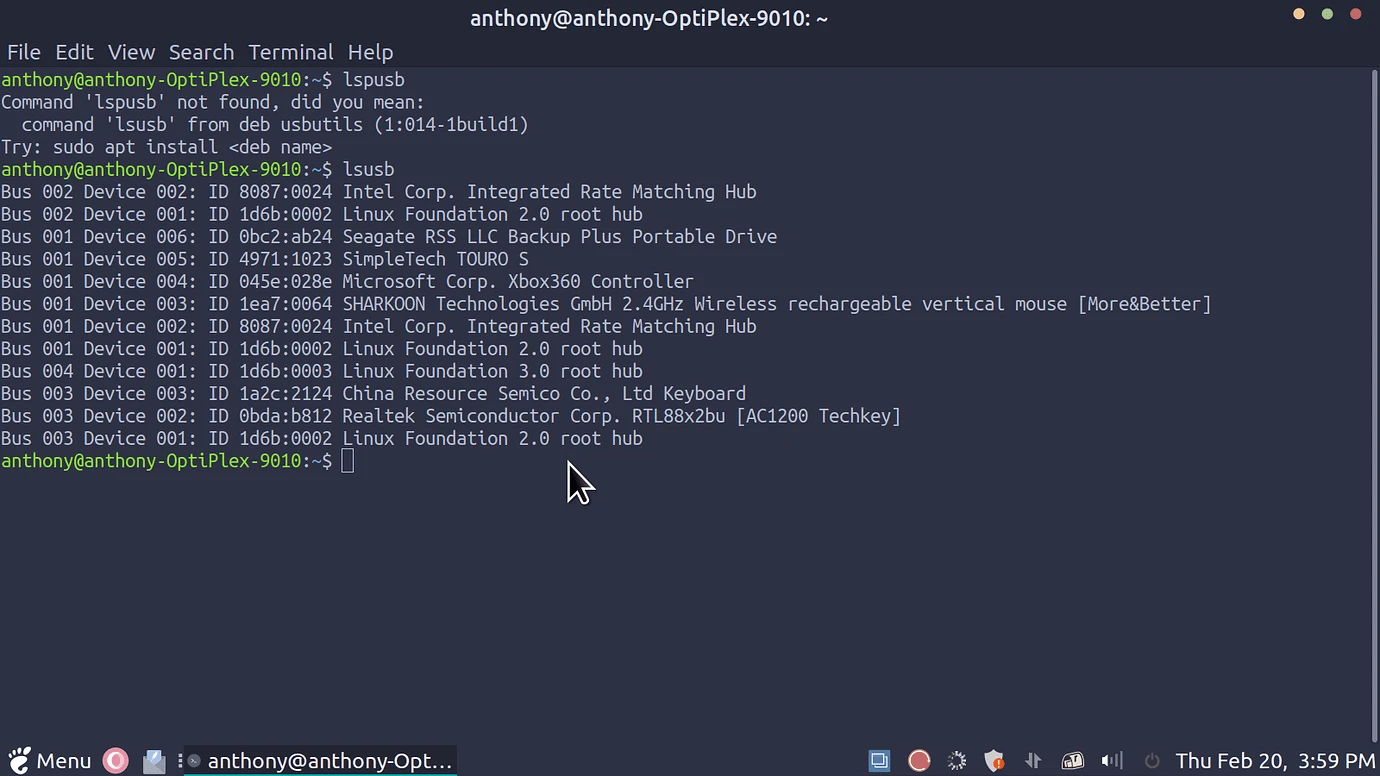 anthony@anthony-OptiPlex-9010: ~
File Edit View Search Terminal Help
anthony@anthony-OptiPlex-9010:~$ lspusb
Command 'lspusb' not found, did you mean:
  command 'lsusb' from deb usbutils (1:014-1build1)
Try: sudo apt install <deb name>
anthony@anthony-OptiPlex-9010:~$ lsusb
Bus 002 Device 002: ID 8087:0024 Intel Corp. Integrated Rate Matching Hub
Bus 002 Device 001: ID 1d6b:0002 Linux Foundation 2.0 root hub
Bus 001 Device 006: ID 0bc2:ab24 Seagate RSS LLC Backup Plus Portable Drive
Bus 001 Device 005: ID 4971:1023 SimpleTech TOURO S
Bus 001 Device 004: ID 045e:028e Microsoft Corp. Xbox360 Controller
Bus 001 Device 003: ID 1ea7:0064 SHARKOON Technologies GmbH 2.4GHz Wireless rechargeable vertical mouse [More&Better]
Bus 001 Device 002: ID 8087:0024 Intel Corp. Integrated Rate Matching Hub
Bus 001 Device 001: ID 1d6b:0002 Linux Foundation 2.0 root hub
Bus 004 Device 001: ID 1d6b:0003 Linux Foundation 3.0 root hub
Bus 003 Device 003: ID 1a2c:2124 China Resource Semico Co., Ltd Keyboard
Bus 003 Device 002: ID 0bda:b812 Realtek Semiconductor Corp. RTL88x2bu [AC1200 Techkey]
Bus 003 Device 001: ID 1d6b:0002 Linux Foundation 2.0 root hub
anthony@anthony-OptiPlex-9010:~$
Menu anthony@anthony-Opt... Thu Feb 20, 3:59 PM